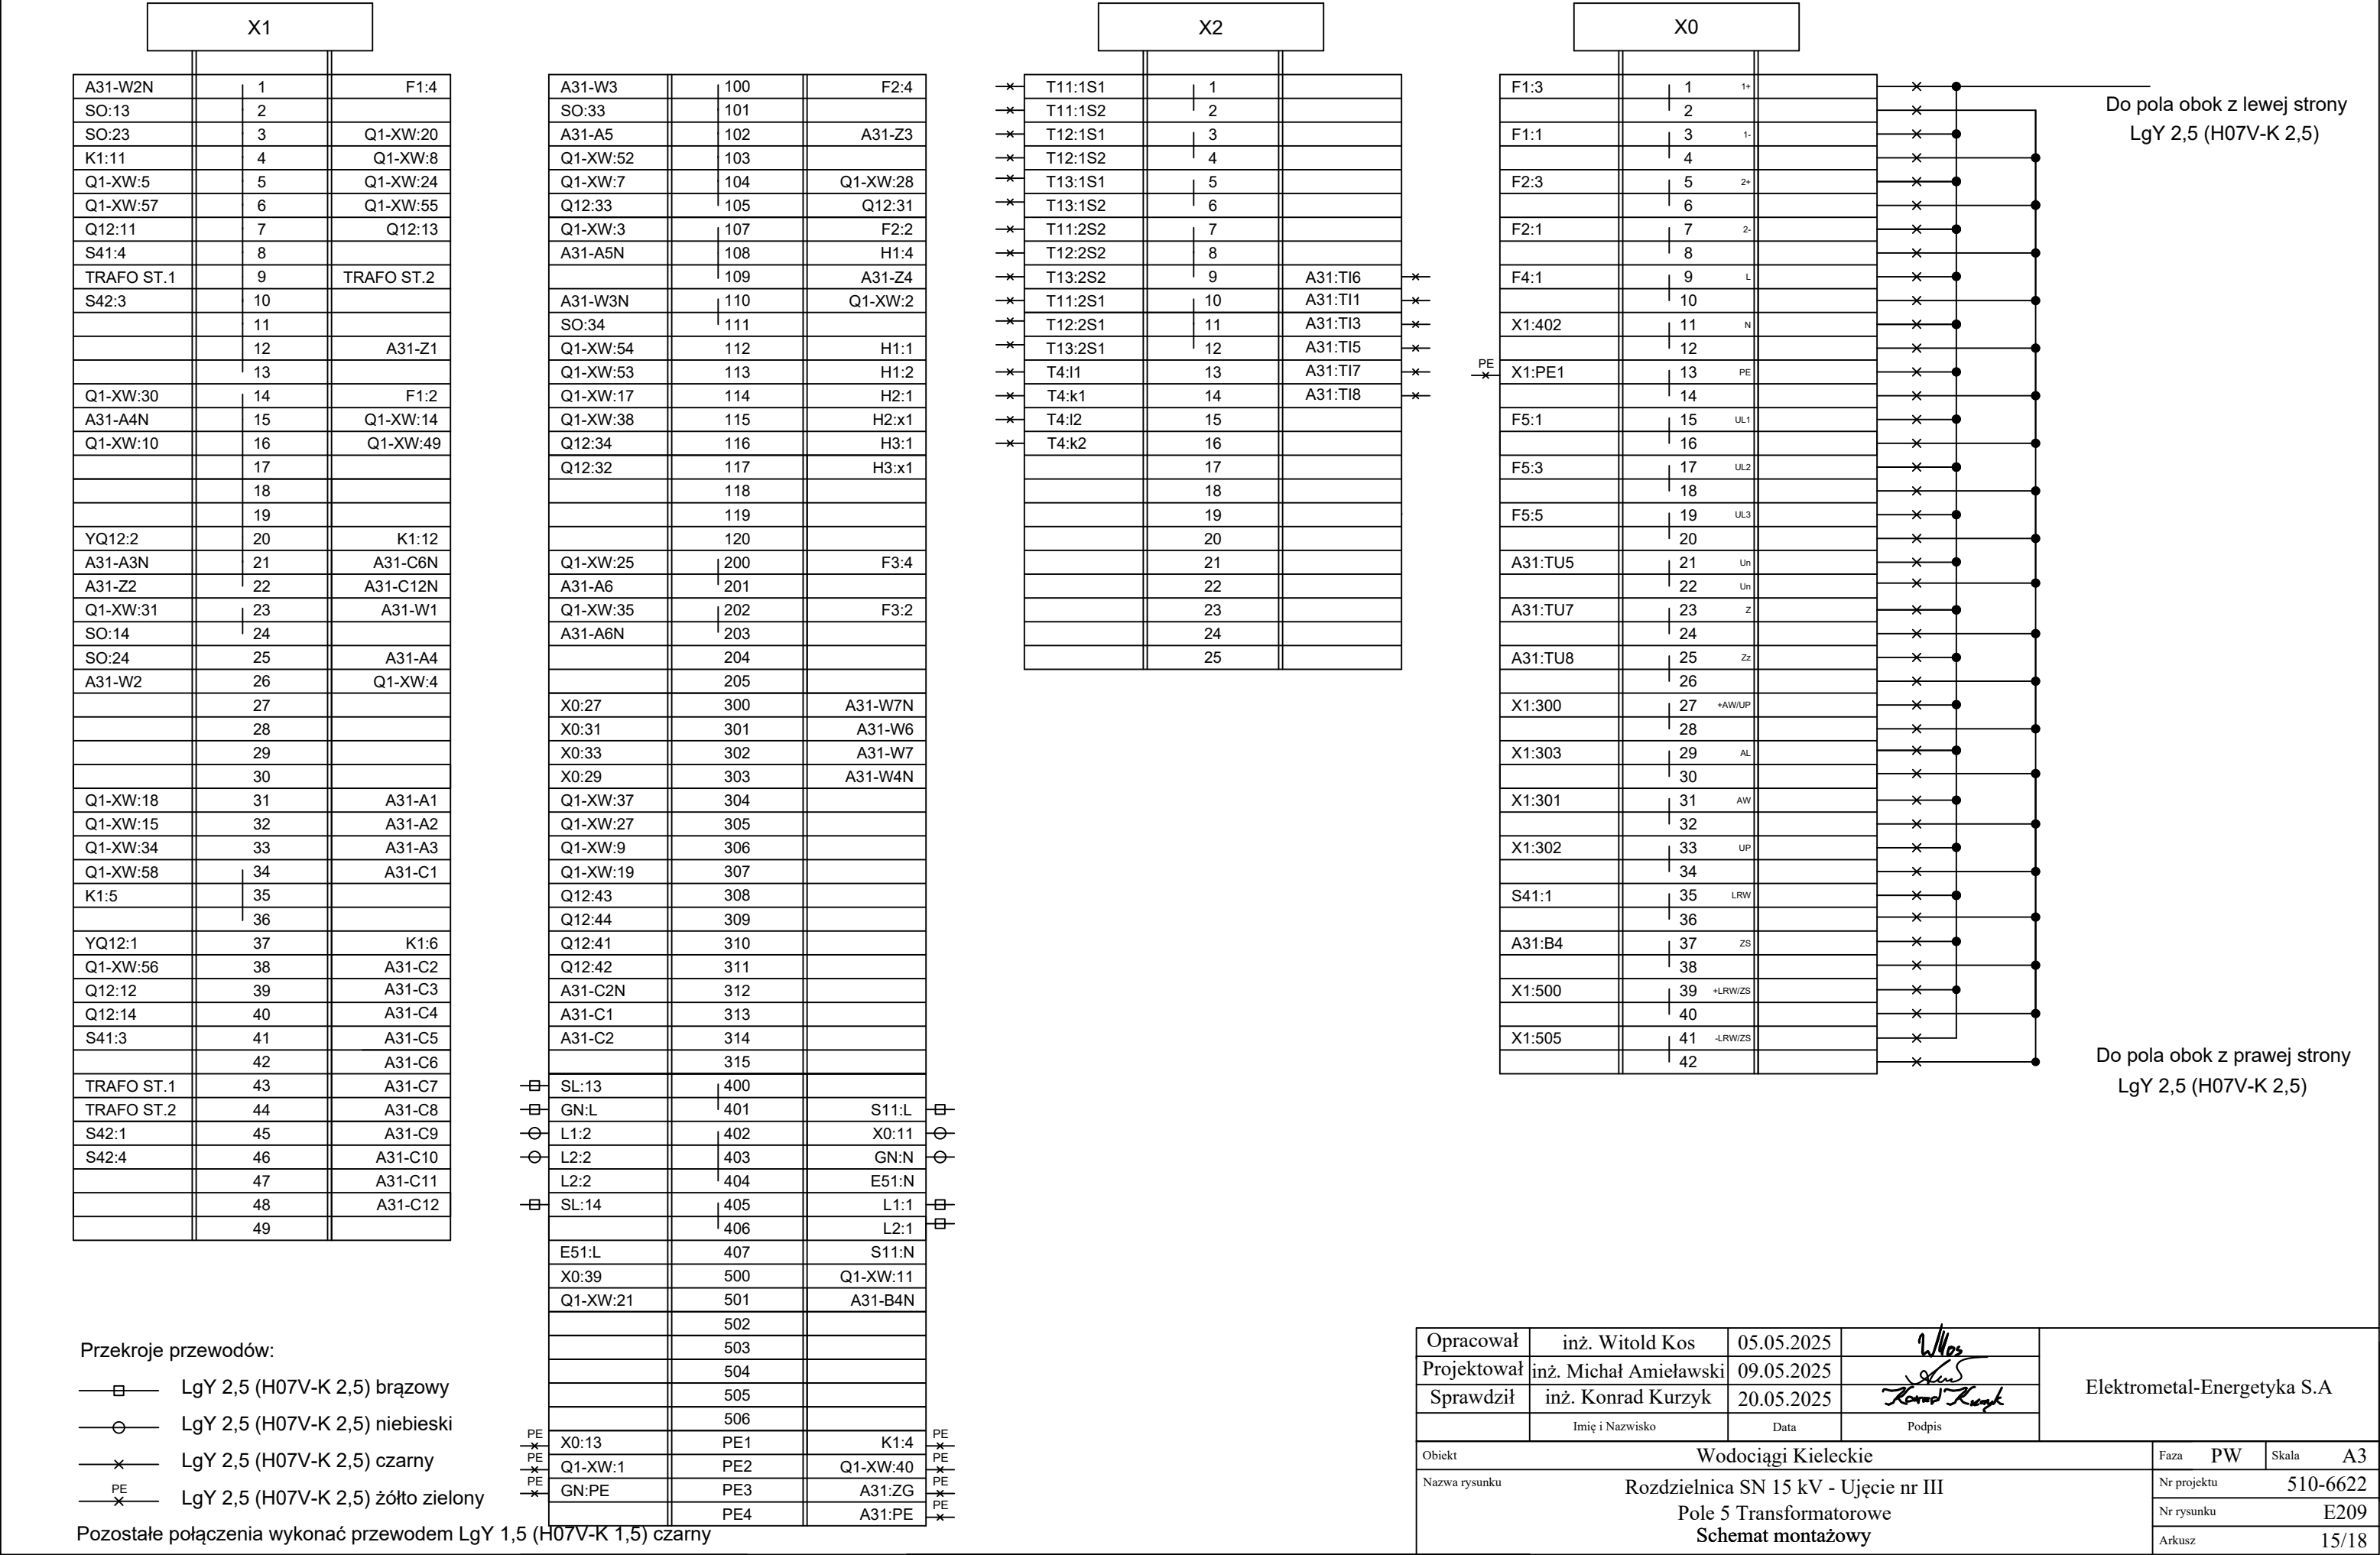 X1
A31-W2N 1 F1:4
SO:13 2
SO:23 3 Q1-XW:20
K1:11 4 Q1-XW:8
Q1-XW:5 5 Q1-XW:24
Q1-XW:57 6 Q1-XW:55
Q12:11 7 Q12:13
S41:4 8
TRAFO ST.1 9 TRAFO ST.2
S42:3 10
11
12 A31-Z1
13
Q1-XW:30 14 F1:2
A31-A4N 15 Q1-XW:14
Q1-XW:10 16 Q1-XW:49
17
18
19
YQ12:2 20 K1:12
A31-A3N 21 A31-C6N
A31-Z2 22 A31-C12N
Q1-XW:31 23 A31-W1
SO:14 24
SO:24 25 A31-A4
A31-W2 26 Q1-XW:4
27
28
29
30
Q1-XW:18 31 A31-A1
Q1-XW:15 32 A31-A2
Q1-XW:34 33 A31-A3
Q1-XW:58 34 A31-C1
K1:5 35
36
YQ12:1 37 K1:6
Q1-XW:56 38 A31-C2
Q12:12 39 A31-C3
Q12:14 40 A31-C4
S41:3 41 A31-C5
42 A31-C6
TRAFO ST.1 43 A31-C7
TRAFO ST.2 44 A31-C8
S42:1 45 A31-C9
S42:4 46 A31-C10
47 A31-C11
48 A31-C12
49
A31-W3 100 F2:4
SO:33 101
A31-A5 102 A31-Z3
Q1-XW:52 103
Q1-XW:7 104 Q1-XW:28
Q12:33 105 Q12:31
Q1-XW:3 107 F2:2
A31-A5N 108 H1:4
109 A31-Z4
A31-W3N 110 Q1-XW:2
SO:34 111
Q1-XW:54 112 H1:1
Q1-XW:53 113 H1:2
Q1-XW:17 114 H2:1
Q1-XW:38 115 H2:x1
Q12:34 116 H3:1
Q12:32 117 H3:x1
118
119
120
Q1-XW:25 200 F3:4
A31-A6 201
Q1-XW:35 202 F3:2
A31-A6N 203
204
205
X0:27 300 A31-W7N
X0:31 301 A31-W6
X0:33 302 A31-W7
X0:29 303 A31-W4N
Q1-XW:37 304
Q1-XW:27 305
Q1-XW:9 306
Q1-XW:19 307
Q12:43 308
Q12:44 309
Q12:41 310
Q12:42 311
A31-C2N 312
A31-C1 313
A31-C2 314
315
SL:13 400
GN:L 401 S11:L
L1:2 402 X0:11
L2:2 403 GN:N
L2:2 404 E51:N
SL:14 405 L1:1
406 L2:1
E51:L 407 S11:N
X0:39 500 Q1-XW:11
Q1-XW:21 501 A31-B4N
502
503
504
505
506
PE X0:13 PE1 K1:4 PE
PE Q1-XW:1 PE2 Q1-XW:40 PE
PE GN:PE PE3 A31:ZG PE
PE4 A31:PE PE
X2
T11:1S1 1
T11:1S2 2
T12:1S1 3
T12:1S2 4
T13:1S1 5
T13:1S2 6
T11:2S2 7
T12:2S2 8
T13:2S2 9 A31:TI6
T11:2S1 10 A31:TI1
T12:2S1 11 A31:TI3
T13:2S1 12 A31:TI5
T4:l1 13 A31:TI7
T4:k1 14 A31:TI8
T4:l2 15
T4:k2 16
17
18
19
20
21
22
23
24
25
X0
F1:3 1 1+
2
F1:1 3 1-
4
F2:3 5 2+
6
F2:1 7 2-
8
F4:1 9 L
10
X1:402 11 N
12
PE X1:PE1 13 PE
14
F5:1 15 UL1
16
F5:3 17 UL2
18
F5:5 19 UL3
20
A31:TU5 21 Un
22 Un
A31:TU7 23 Z
24
A31:TU8 25 Zz
26
X1:300 27 +AW/UP
28
X1:303 29 AL
30
X1:301 31 AW
32
X1:302 33 UP
34
S41:1 35 LRW
36
A31:B4 37 ZS
38
X1:500 39 +LRW/ZS
40
X1:505 41 -LRW/ZS
42
Do pola obok z lewej strony
LgY 2,5 (H07V-K 2,5)
Do pola obok z prawej strony
LgY 2,5 (H07V-K 2,5)
Przekroje przewodów:
LgY 2,5 (H07V-K 2,5) brązowy
LgY 2,5 (H07V-K 2,5) niebieski
LgY 2,5 (H07V-K 2,5) czarny
PE LgY 2,5 (H07V-K 2,5) żółto zielony
Pozostałe połączenia wykonać przewodem LgY 1,5 (H07V-K 1,5) czarny
Opracował inż. Witold Kos 05.05.2025
Projektował inż. Michał Amieławski 09.05.2025
Sprawdził inż. Konrad Kurzyk 20.05.2025 Konrad Kurzyk
Imię i Nazwisko Data Podpis
Elektrometal-Energetyka S.A
Obiekt Wodociągi Kieleckie Faza PW Skala A3
Nazwa rysunku Rozdzielnica SN 15 kV - Ujęcie nr III
Pole 5 Transformatorowe
Schemat montażowy
Nr projektu 510-6622
Nr rysunku E209
Arkusz 15/18